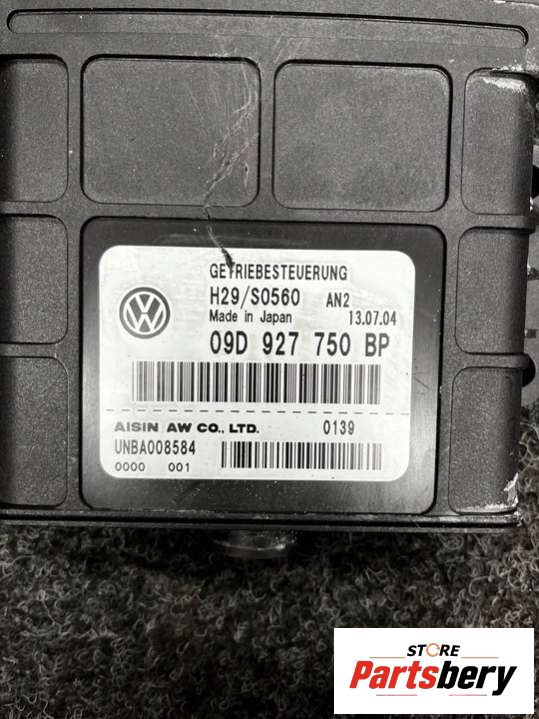 GETRIEBESTEUERUNG
H29/S0560 AN2
Made in Japan 13.07.04
09D 927 750 BP
AISIN AW CO., LTD. 0139
UNBA008584
0000 001
STORE
Partsbery